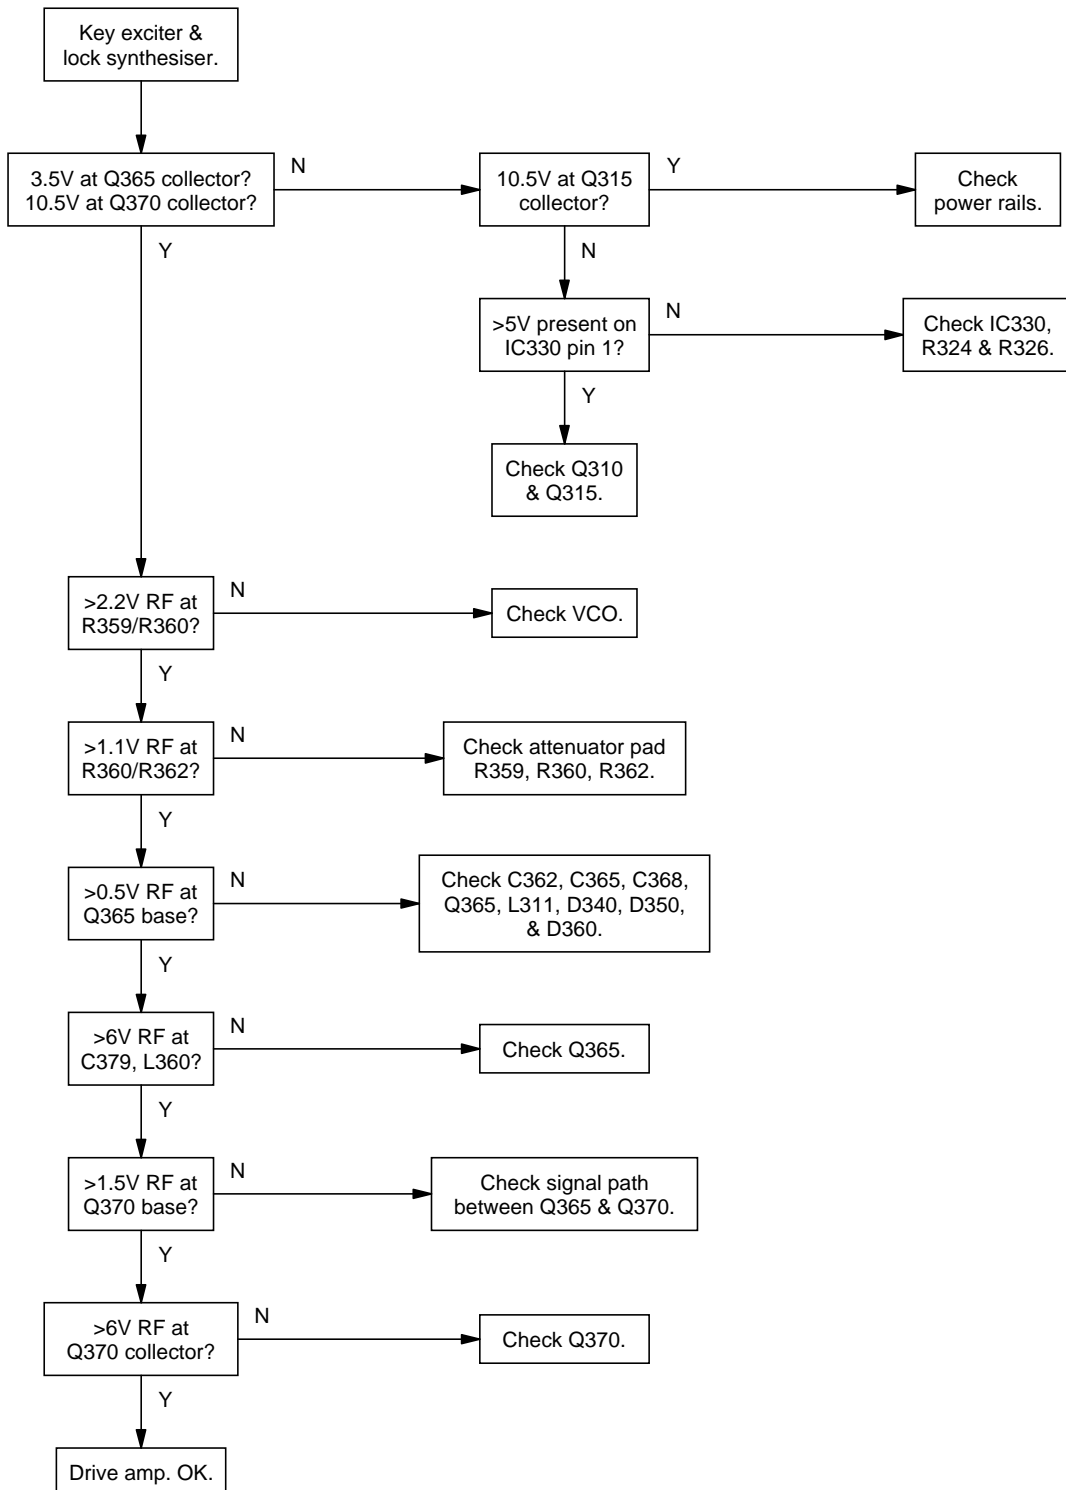 Key exciter &
lock synthesiser.
3.5V at Q365 collector?
10.5V at Q370 collector?
N
10.5V at Q315
collector?
Y
Check
power rails.
Y
N
>5V present on
IC330 pin 1?
N
Check IC330,
R324 & R326.
Y
Check Q310
& Q315.
>2.2V RF at
R359/R360?
N
Check VCO.
Y
>1.1V RF at
R360/R362?
N
Check attenuator pad
R359, R360, R362.
Y
>0.5V RF at
Q365 base?
N
Check C362, C365, C368,
Q365, L311, D340, D350,
& D360.
Y
>6V RF at
C379, L360?
N
Check Q365.
Y
>1.5V RF at
Q370 base?
N
Check signal path
between Q365 & Q370.
Y
>6V RF at
Q370 collector?
N
Check Q370.
Y
Drive amp. OK.